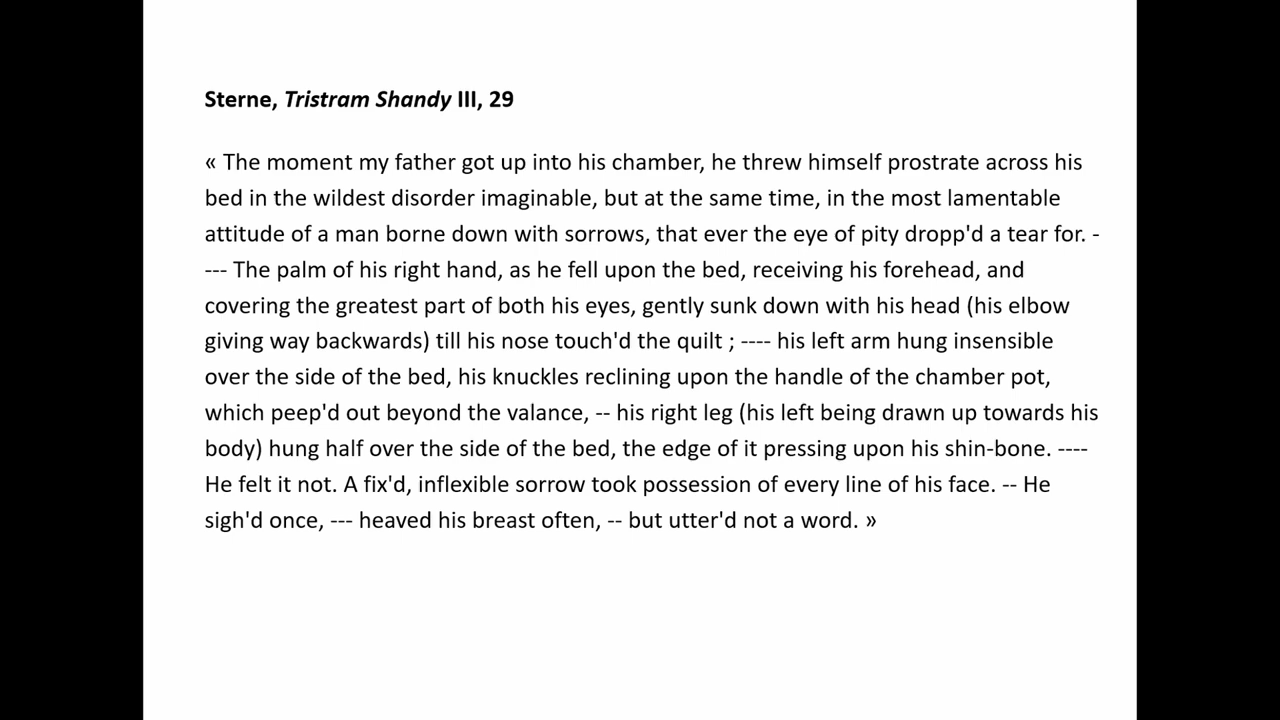 Sterne, Tristram Shandy III, 29
« The moment my father got up into his chamber, he threw himself prostrate across his
bed in the wildest disorder imaginable, but at the same time, in the most lamentable
attitude of a man borne down with sorrows, that ever the eye of pity dropp'd a tear for. -
--- The palm of his right hand, as he fell upon the bed, receiving his forehead, and
covering the greatest part of both his eyes, gently sunk down with his head (his elbow
giving way backwards) till his nose touch'd the quilt ; ---- his left arm hung insensible
over the side of the bed, his knuckles reclining upon the handle of the chamber pot,
which peep'd out beyond the valance, -- his right leg (his left being drawn up towards his
body) hung half over the side of the bed, the edge of it pressing upon his shin-bone. ----
He felt it not. A fix'd, inflexible sorrow took possession of every line of his face. -- He
sigh'd once, --- heaved his breast often, -- but utter'd not a word. »